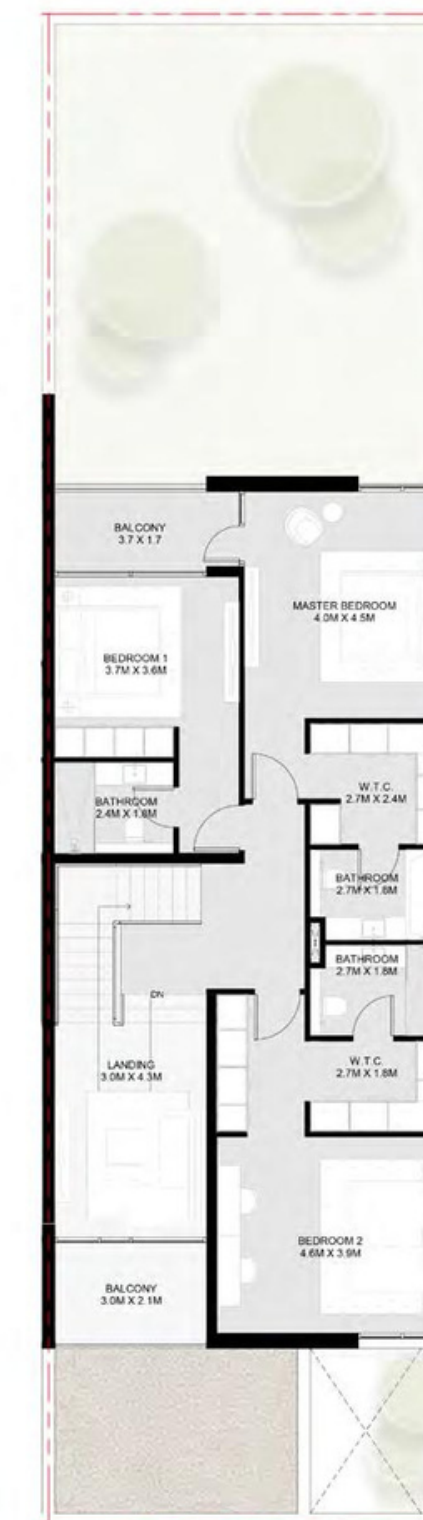 BALCONY
3.7 X 1.7
MASTER BEDROOM
4.0M X 4.5M
BEDROOM 1
3.7M X 3.6M
W.T.C.
2.7M X 2.4M
BATHROOM
2.4M X 1.8M
BATHROOM
2.7M X 1.8M
BATHROOM
2.7M X 1.8M
DN
LANDING
3.0M X 4.3M
W.T.C.
2.7M X 1.8M
BEDROOM 2
4.6M X 3.9M
BALCONY
3.0M X 2.1M